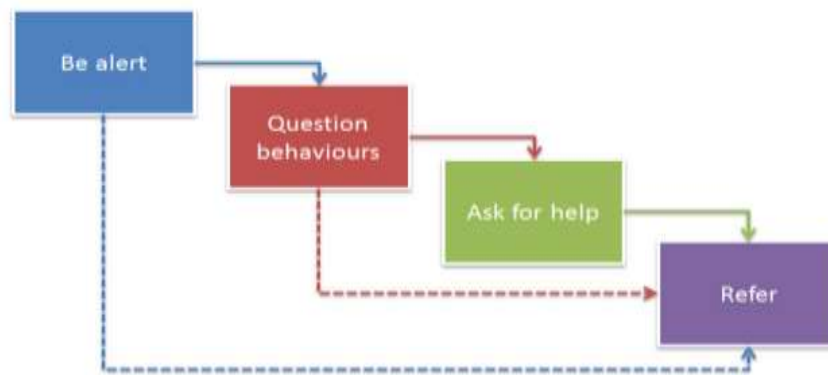 Be alert
Question
behaviours
Ask for help
Refer